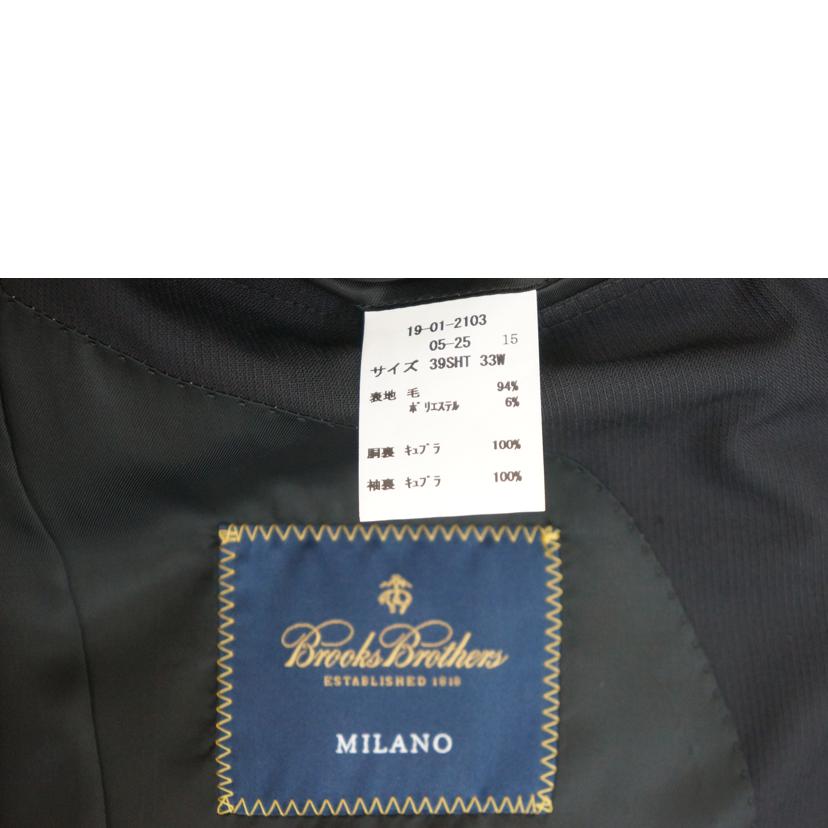 19-01-2103
05-25 15
サイズ 39SHT 33W
表地 毛 94%
ポリエステル 6%
胴裏 キュプラ 100%
袖裏 キュプラ 100%
Brooks Brothers
ESTABLISHED 1818
MILANO